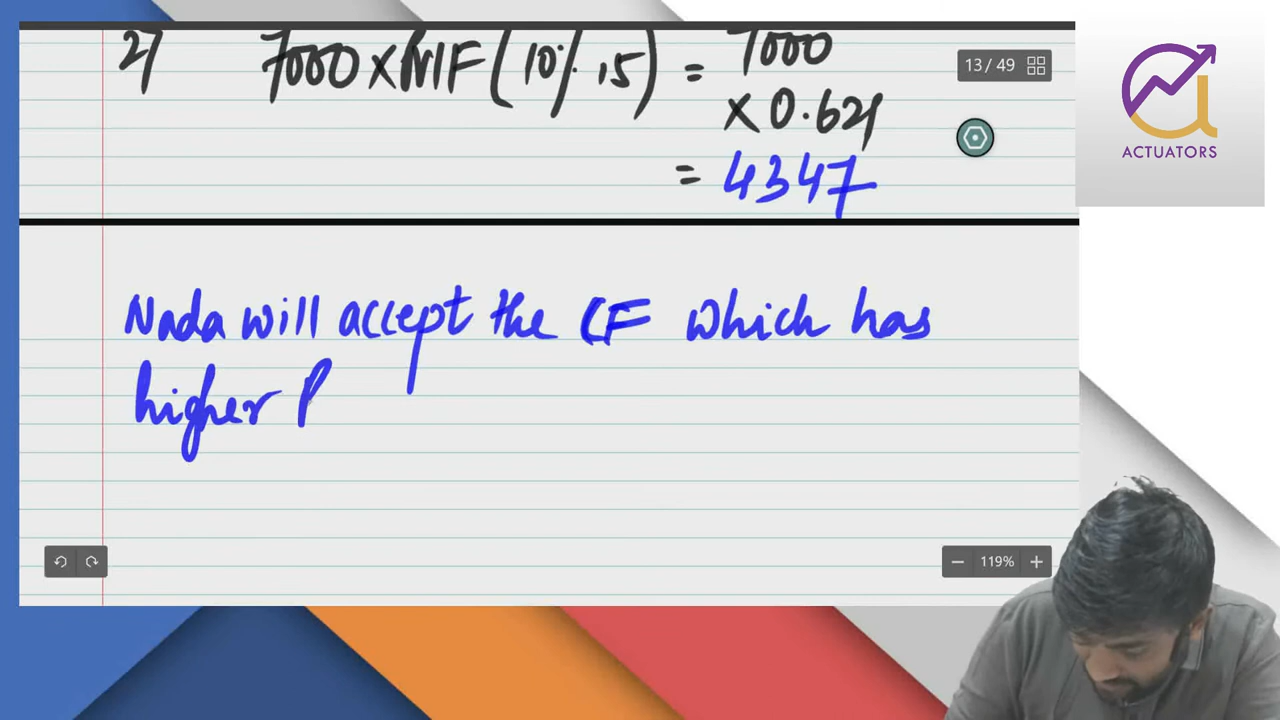 27 7000 x PVIF (10% 15) = 7000
x 0.621
= 4347
13 / 49
ACTUATORS
Nada will accept the CF which has
higher P
119%